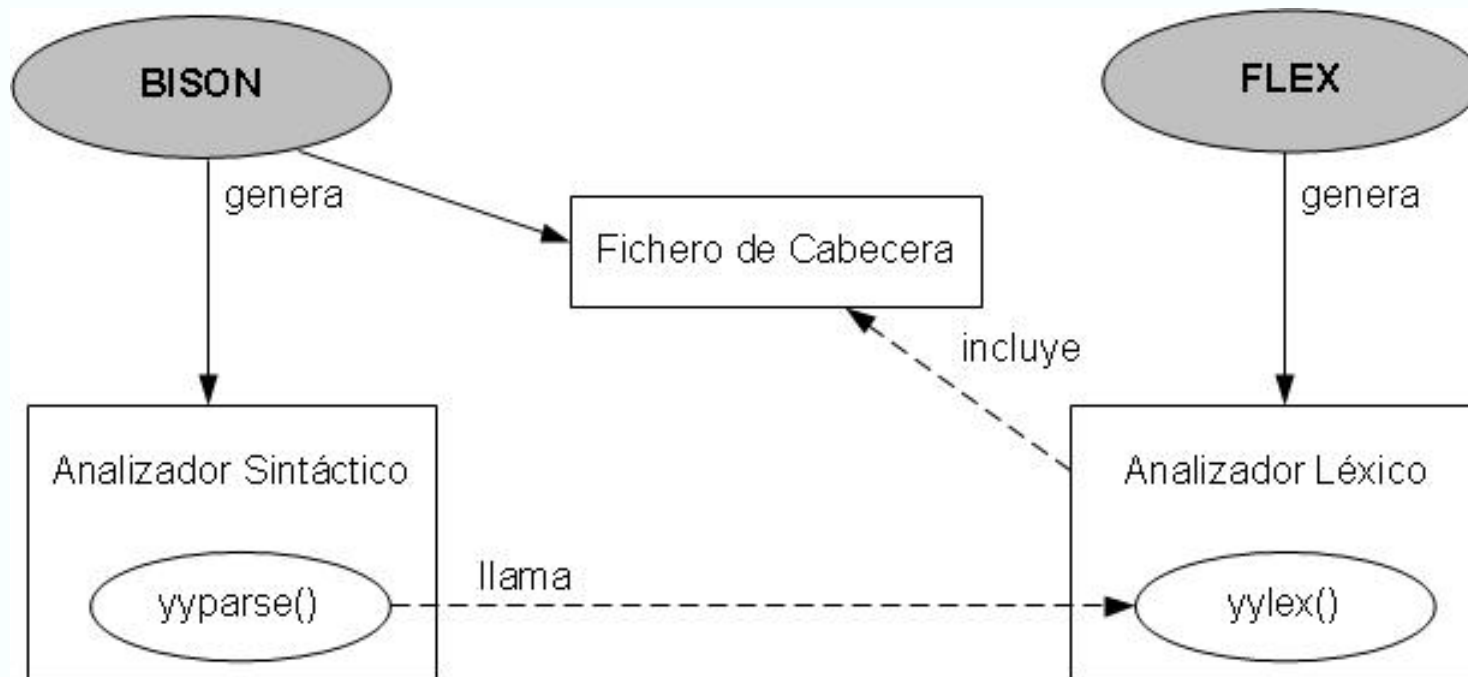 BISON
FLEX
genera
genera
Fichero de Cabecera
incluye
Analizador Sintáctico
Analizador Léxico
llama
yyparse()
yylex()